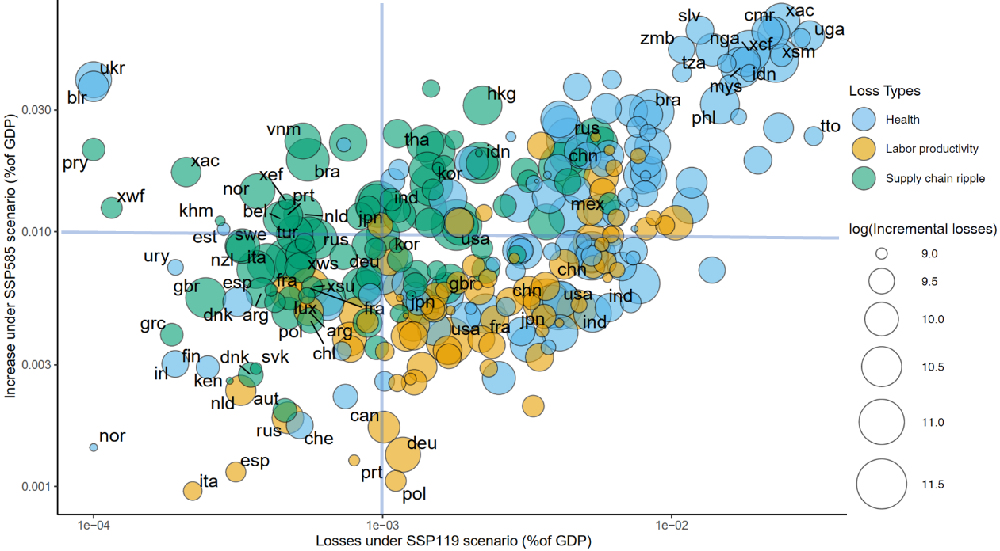 slv
cmr
xac
uga
zmb
nga
xcf
xsm
tza
idn
mys
ukr
blr
hkg
bra
phl
0.030
vnm
tha
rus
tto
pry
xac
bra
idn
chn
xef
kor
nor
prt
xwf
ind
mex
khm
bel
nld
jpn
0.010
est
swe
tur
rus
usa
ury
nzl
ita
xws
deu
kor
chn
gbr
esp
fra
xsu
gbr
chn
usa
ind
dnk
arg
lux
fra
jpn
grc
pol
arg
usa
fra
jpn
ind
chl
fin
dnk
svk
0.003
irl
ken
nld
aut
can
rus
che
nor
deu
esp
prt
ita
pol
0.001
1e-04
1e-03
1e-02
Losses under SSP119 scenario (%of GDP)
Increase under SSP585 scenario (%of GDP)
Loss Types
Health
Labor productivity
Supply chain ripple
log(Incremental losses)
9.0
9.5
10.0
10.5
11.0
11.5